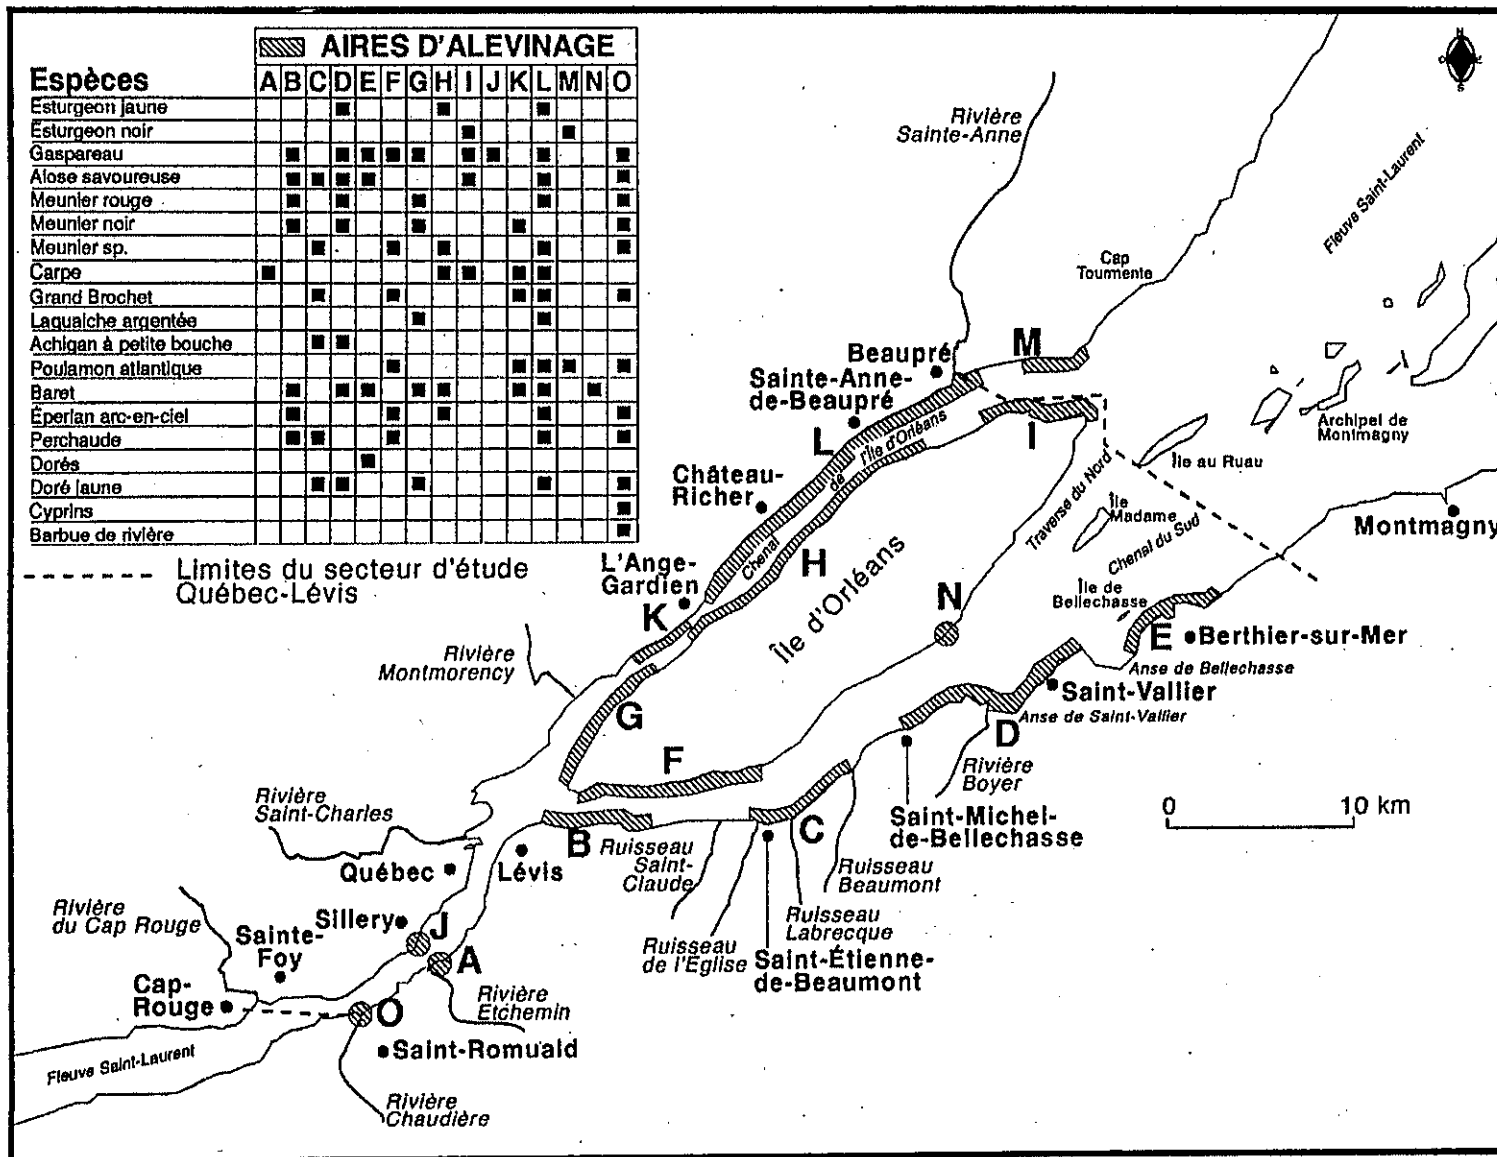 AIRES D'ALEVINAGE
Espèces A B C D E F G H I J K L M N O
Esturgeon jaune
Esturgeon noir
Gaspareau
Alose savoureuse
Meunier rouge
Meunier noir
Meunier sp.
Carpe
Grand Brochet
Laquaiche argentée
Achigan à petite bouche
Poulamon atlantique
Baret
Éperlan arc-en-ciel
Perchaude
Dorés
Doré jaune
Cyprins
Barbue de rivière
Limites du secteur d'étude
Québec-Lévis
N
S
Rivière
Sainte-Anne
Fleuve Saint-Laurent
Cap
Tourmente
Beaupré
Sainte-Anne-
de-Beaupré
M
L
I
Chenal de l'Île d'Orléans
Château-
Richer
Archipel de
Montmagny
Île au Ruau
Traverse du Nord
Île
Madame
Chenal du Sud
Montmagny
L'Ange-
Gardien
H
Île d'Orléans
K
N
Île de
Bellechasse
E
Berthier-sur-Mer
Anse de Bellechasse
Rivière
Montmorency
G
Saint-Vallier
Anse de Saint-Vallier
D
F
Rivière
Boyer
Rivière
Saint-Charles
0 10 km
B
C
Saint-Michel-
de-Bellechasse
Québec
Lévis
Ruisseau
Saint-
Claude
Ruisseau
Beaumont
Rivière
du Cap Rouge
Sillery
J
Ruisseau
Labrecque
Sainte-
Foy
A
Ruisseau
de l'Église
Saint-Étienne-
de-Beaumont
Cap-
Rouge
O
Rivière
Etchemin
Saint-Romuald
Fleuve Saint-Laurent
Rivière
Chaudière